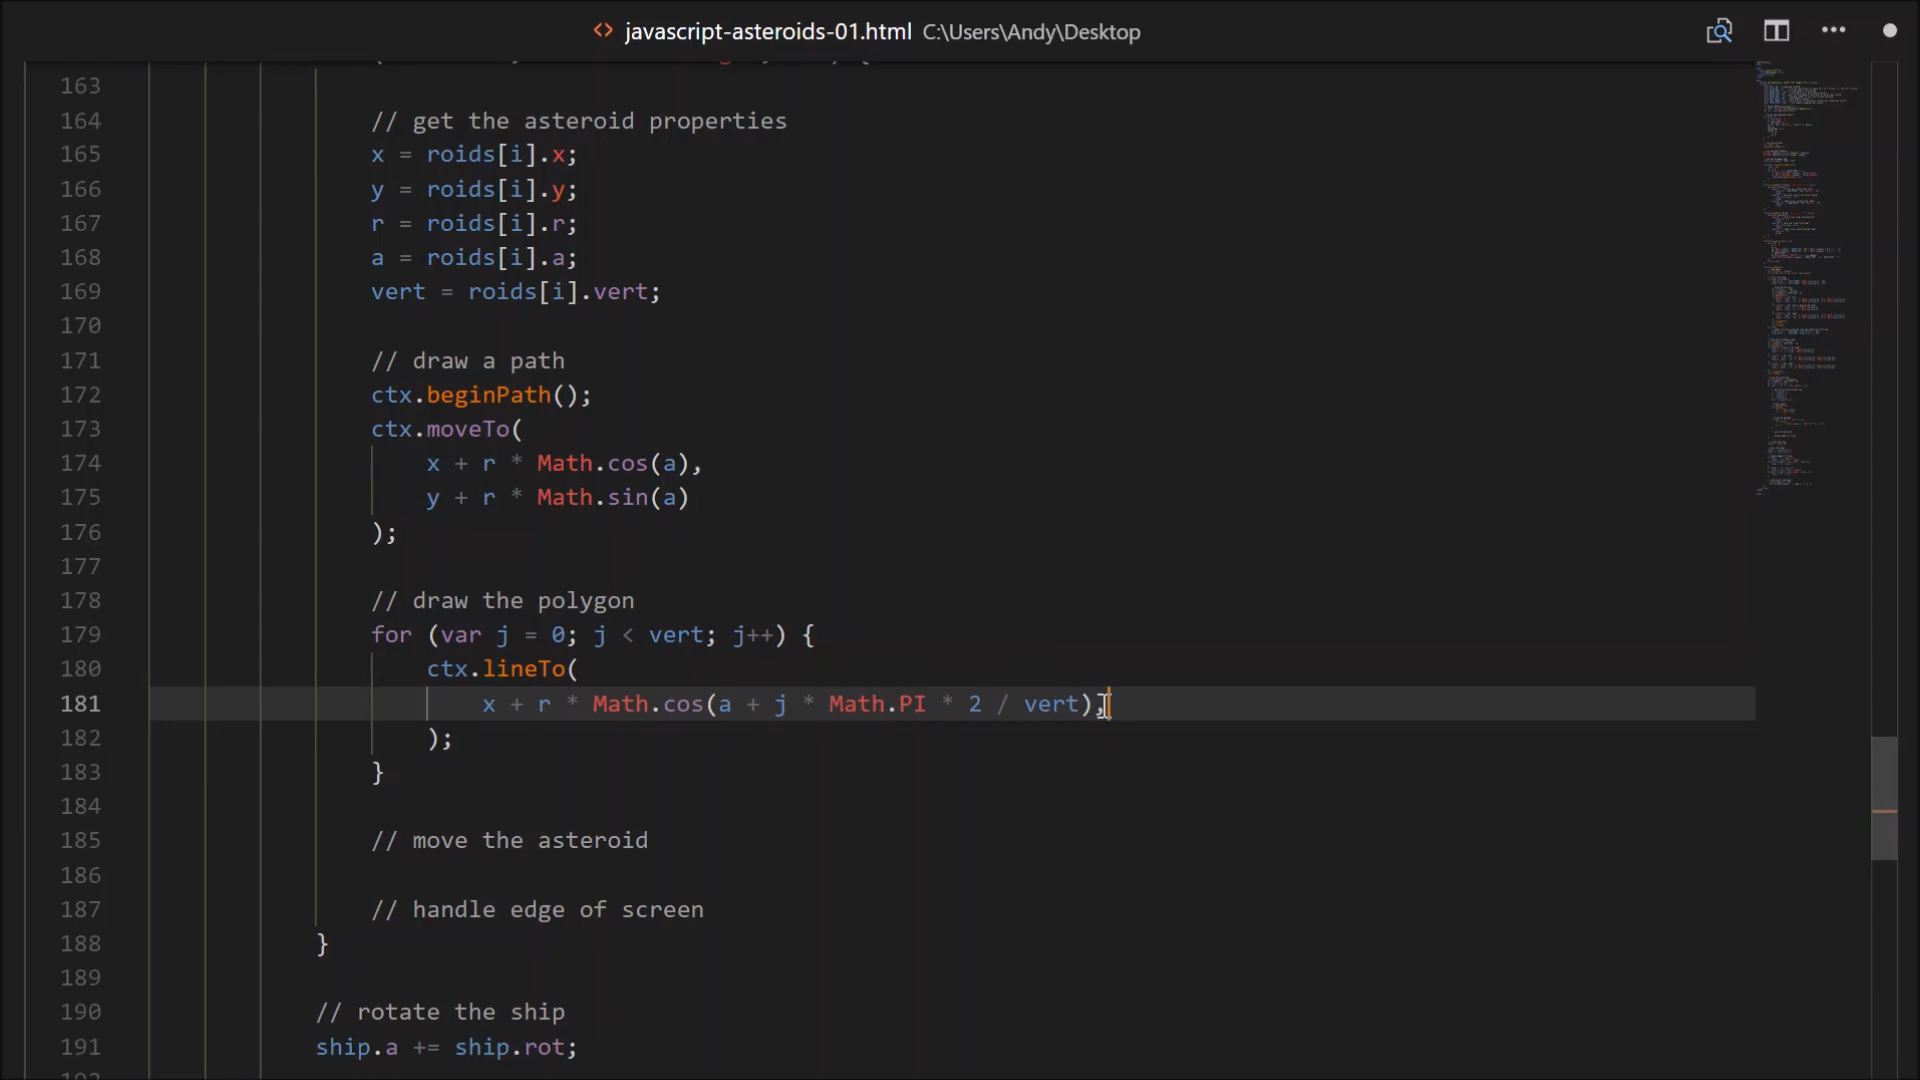 javascript-asteroids-01.html C:\Users\Andy\Desktop
163
164 // get the asteroid properties
165 x = roids[i].x;
166 y = roids[i].y;
167 r = roids[i].r;
168 a = roids[i].a;
169 vert = roids[i].vert;
170
171 // draw a path
172 ctx.beginPath();
173 ctx.moveTo(
174 x + r * Math.cos(a),
175 y + r * Math.sin(a)
176 );
177
178 // draw the polygon
179 for (var j = 0; j < vert; j++) {
180 ctx.lineTo(
181 x + r * Math.cos(a + j * Math.PI * 2 / vert),
182 );
183 }
184
185 // move the asteroid
186
187 // handle edge of screen
188 }
189
190 // rotate the ship
191 ship.a += ship.rot;